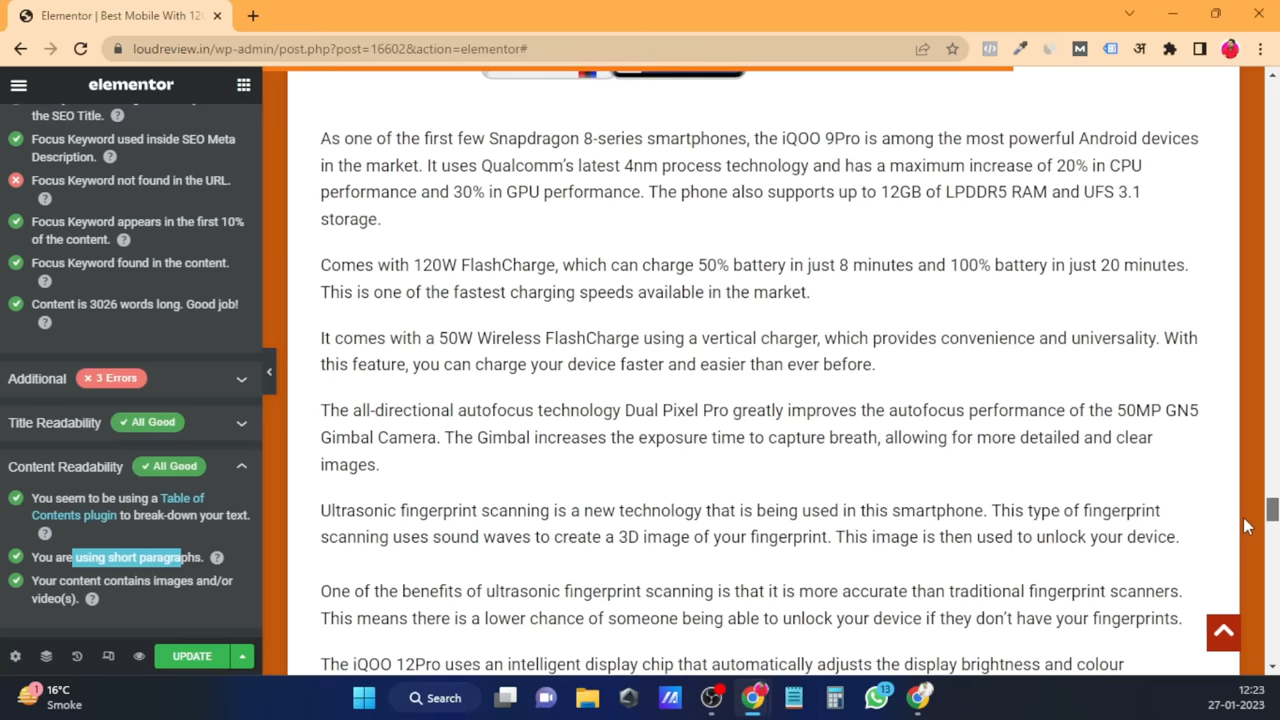 Elementor | Best Mobile With 12
loudreview.in/wp-admin/post.php?post=16602&action=elementor#
elementor
the SEO Title.
Focus Keyword used inside SEO Meta
Description.
Focus Keyword not found in the URL.
Focus Keyword appears in the first 10%
of the content.
Focus Keyword found in the content.
Content is 3026 words long. Good job!
Additional
3 Errors
Title Readability
All Good
Content Readability
All Good
You seem to be using a Table of
Contents plugin to break-down your text.
You are using short paragraphs.
Your content contains images and/or
video(s).
UPDATE
As one of the first few Snapdragon 8-series smartphones, the iQOO 9Pro is among the most powerful Android devices
in the market. It uses Qualcomm’s latest 4nm process technology and has a maximum increase of 20% in CPU
performance and 30% in GPU performance. The phone also supports up to 12GB of LPDDR5 RAM and UFS 3.1
storage.
Comes with 120W FlashCharge, which can charge 50% battery in just 8 minutes and 100% battery in just 20 minutes.
This is one of the fastest charging speeds available in the market.
It comes with a 50W Wireless FlashCharge using a vertical charger, which provides convenience and universality. With
this feature, you can charge your device faster and easier than ever before.
The all-directional autofocus technology Dual Pixel Pro greatly improves the autofocus performance of the 50MP GN5
Gimbal Camera. The Gimbal increases the exposure time to capture breath, allowing for more detailed and clear
images.
Ultrasonic fingerprint scanning is a new technology that is being used in this smartphone. This type of fingerprint
scanning uses sound waves to create a 3D image of your fingerprint. This image is then used to unlock your device.
One of the benefits of ultrasonic fingerprint scanning is that it is more accurate than traditional fingerprint scanners.
This means there is a lower chance of someone being able to unlock your device if they don’t have your fingerprints.
The iQOO 12Pro uses an intelligent display chip that automatically adjusts the display brightness and colour
1
16°C
Smoke
Search
13
12:23
27-01-2023